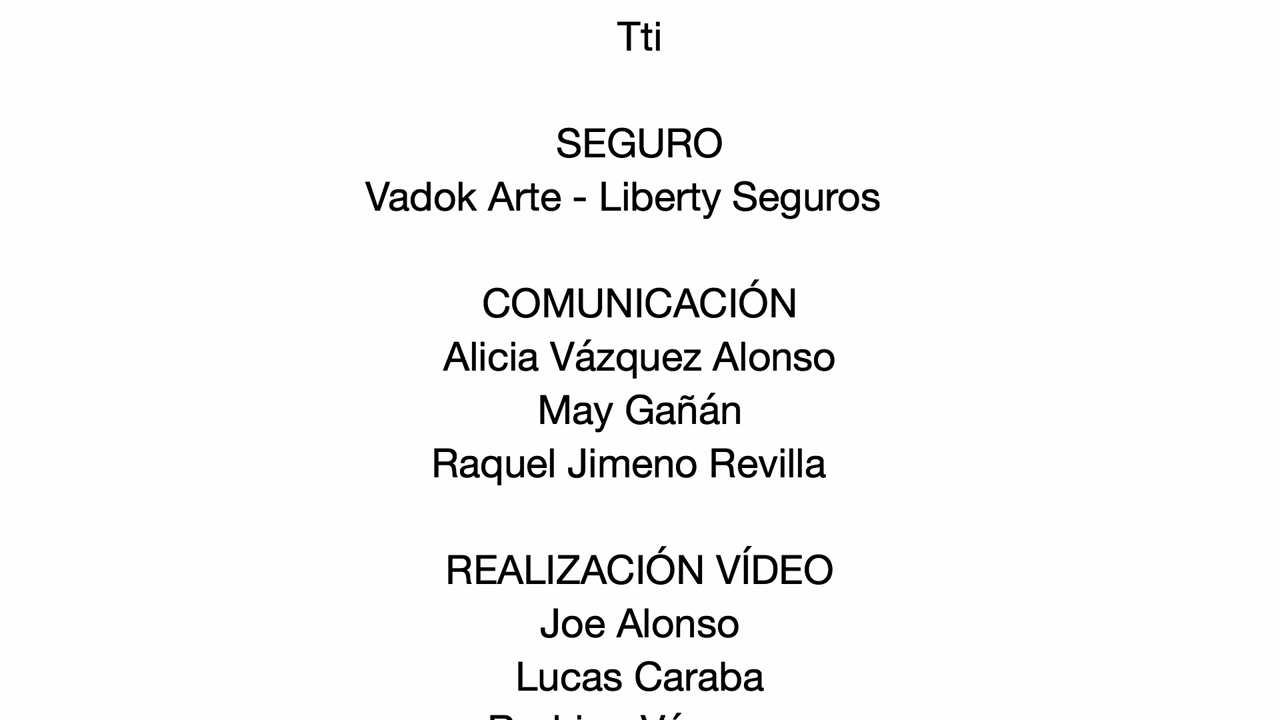 Tti
SEGURO
Vadok Arte - Liberty Seguros
COMUNICACIÓN
Alicia Vázquez Alonso
May Gañán
Raquel Jimeno Revilla
REALIZACIÓN VÍDEO
Joe Alonso
Lucas Caraba